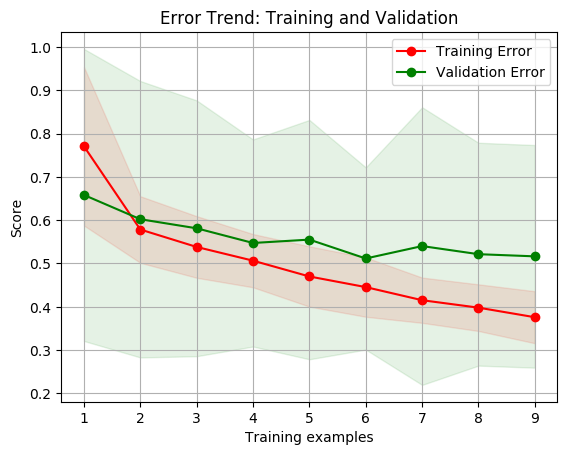 Error Trend: Training and Validation
Training Error
Validation Error
1.0
0.9
0.8
0.7
0.6
0.5
0.4
0.3
0.2
Score
1 2 3 4 5 6 7 8 9
Training examples